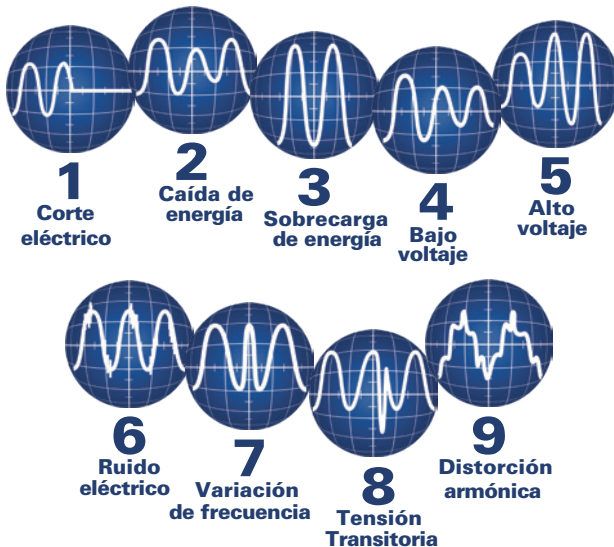 1
Corte
eléctrico
2
Caída de
energía
3
Sobrecarga
de energía
4
Bajo
voltaje
5
Alto
voltaje
6
Ruido
eléctrico
7
Variación
de frecuencia
8
Tensión
Transitoria
9
Distorción
armónica